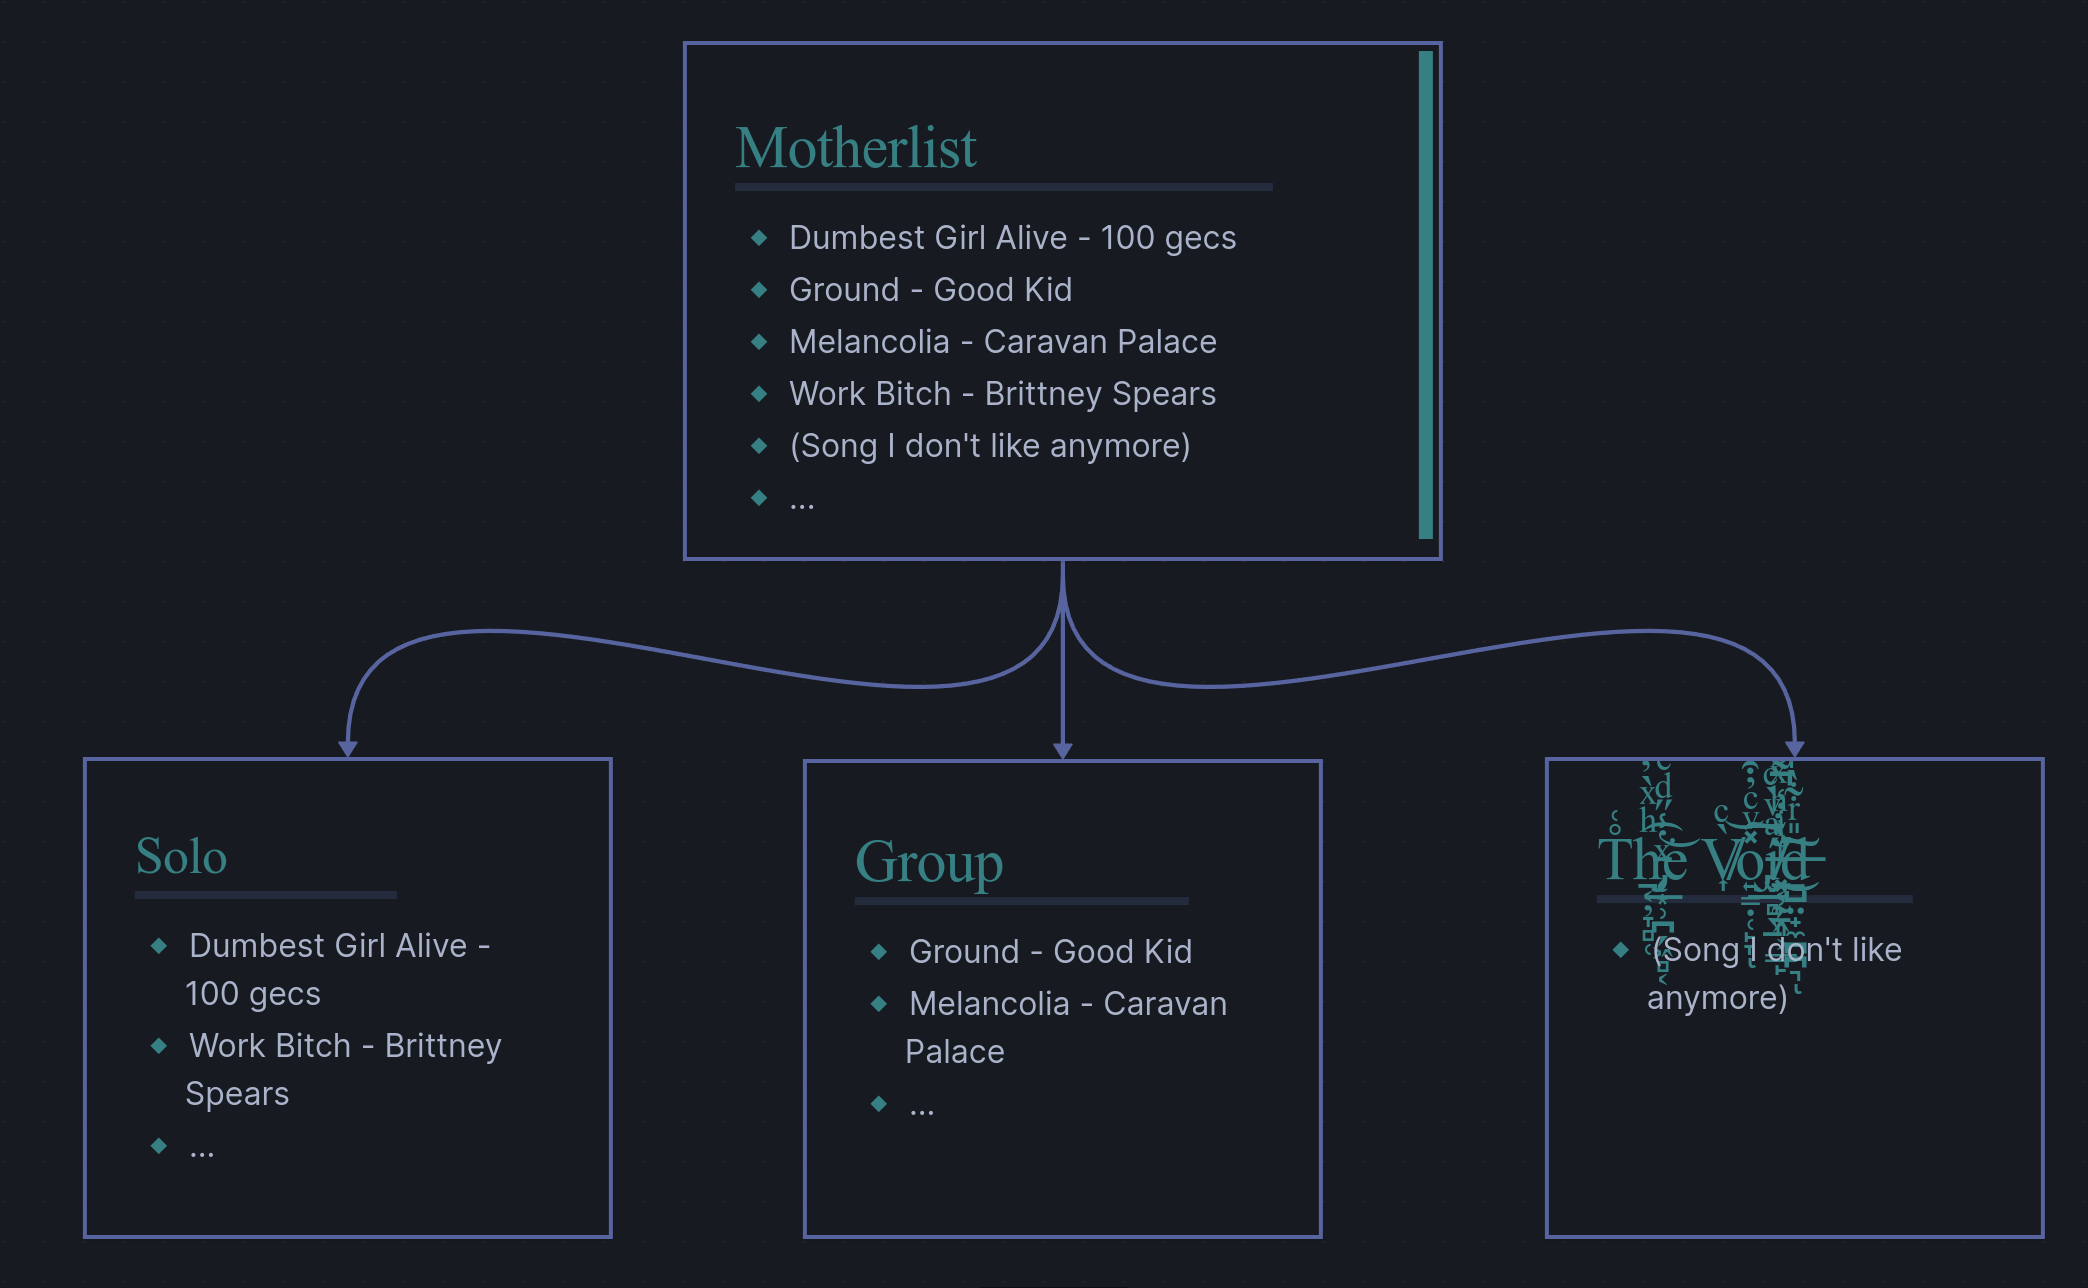 Motherlist
Dumbest Girl Alive - 100 gecs
Ground - Good Kid
Melancolia - Caravan Palace
Work Bitch - Brittney Spears
(Song I don't like anymore)
...
Solo
Dumbest Girl Alive -
100 gecs
Work Bitch - Brittney
Spears
...
Group
Ground - Good Kid
Melancolia - Caravan
Palace
...
The Void
(Song I don't like
anymore)